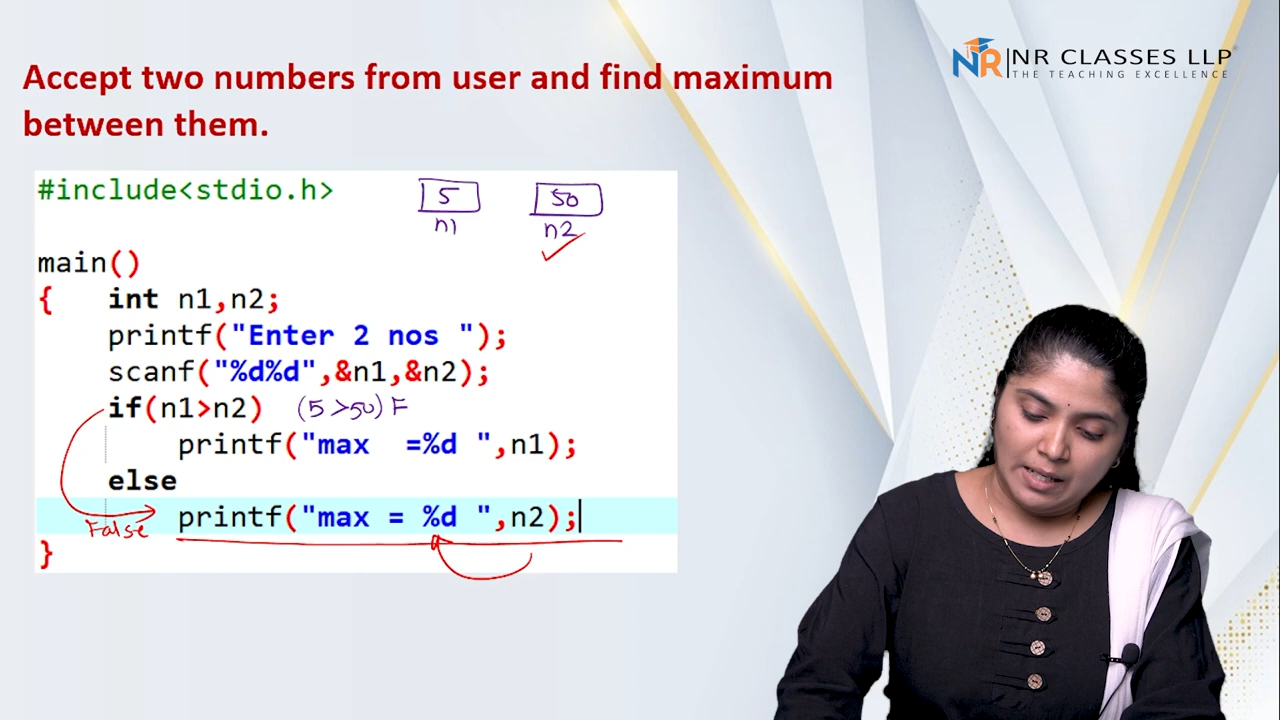 NR|NR CLASSES LLP
THE TEACHING EXCELLENCE
Accept two numbers from user and find maximum
between them.
#include<stdio.h>
5 50
n1 n2
main()
{ int n1,n2;
printf("Enter 2 nos ");
scanf("%d%d",&n1,&n2);
if(n1>n2) (5>50) F
printf("max =%d ",n1);
else
printf("max = %d ",n2);
False
}